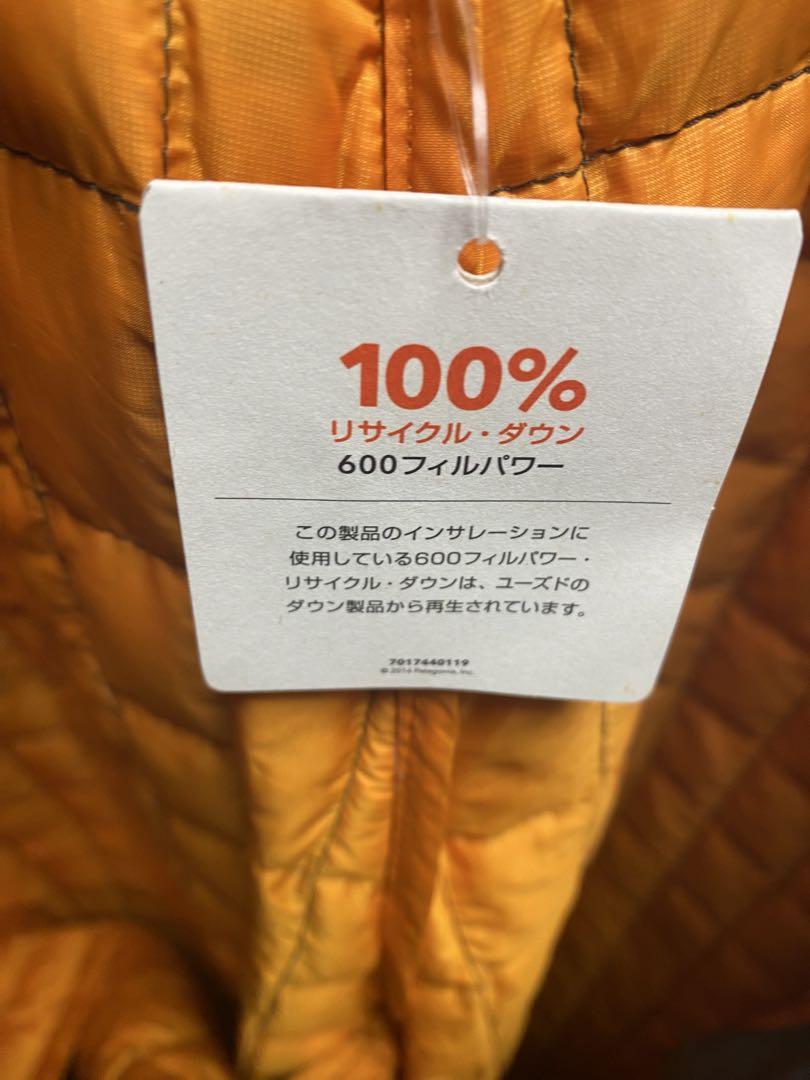 100%
リサイクル・ダウン
600フィルパワー
この製品のインサレーションに
使用している600フィルパワー・
リサイクル・ダウンは、ユーズドの
ダウン製品から再生されています。
7017440119
© 2016 Patagonia, Inc.